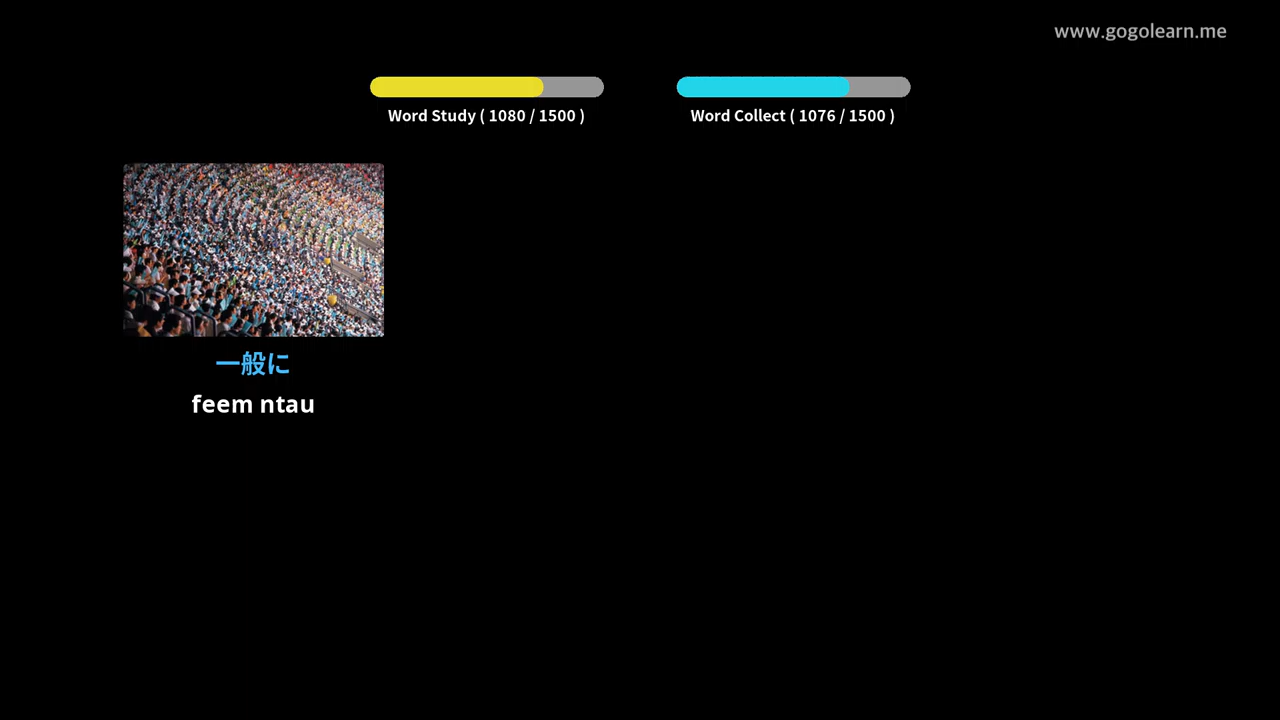 www.gogolearn.me
Word Study ( 1080 / 1500 )
Word Collect ( 1076 / 1500 )
一般に
feem ntau